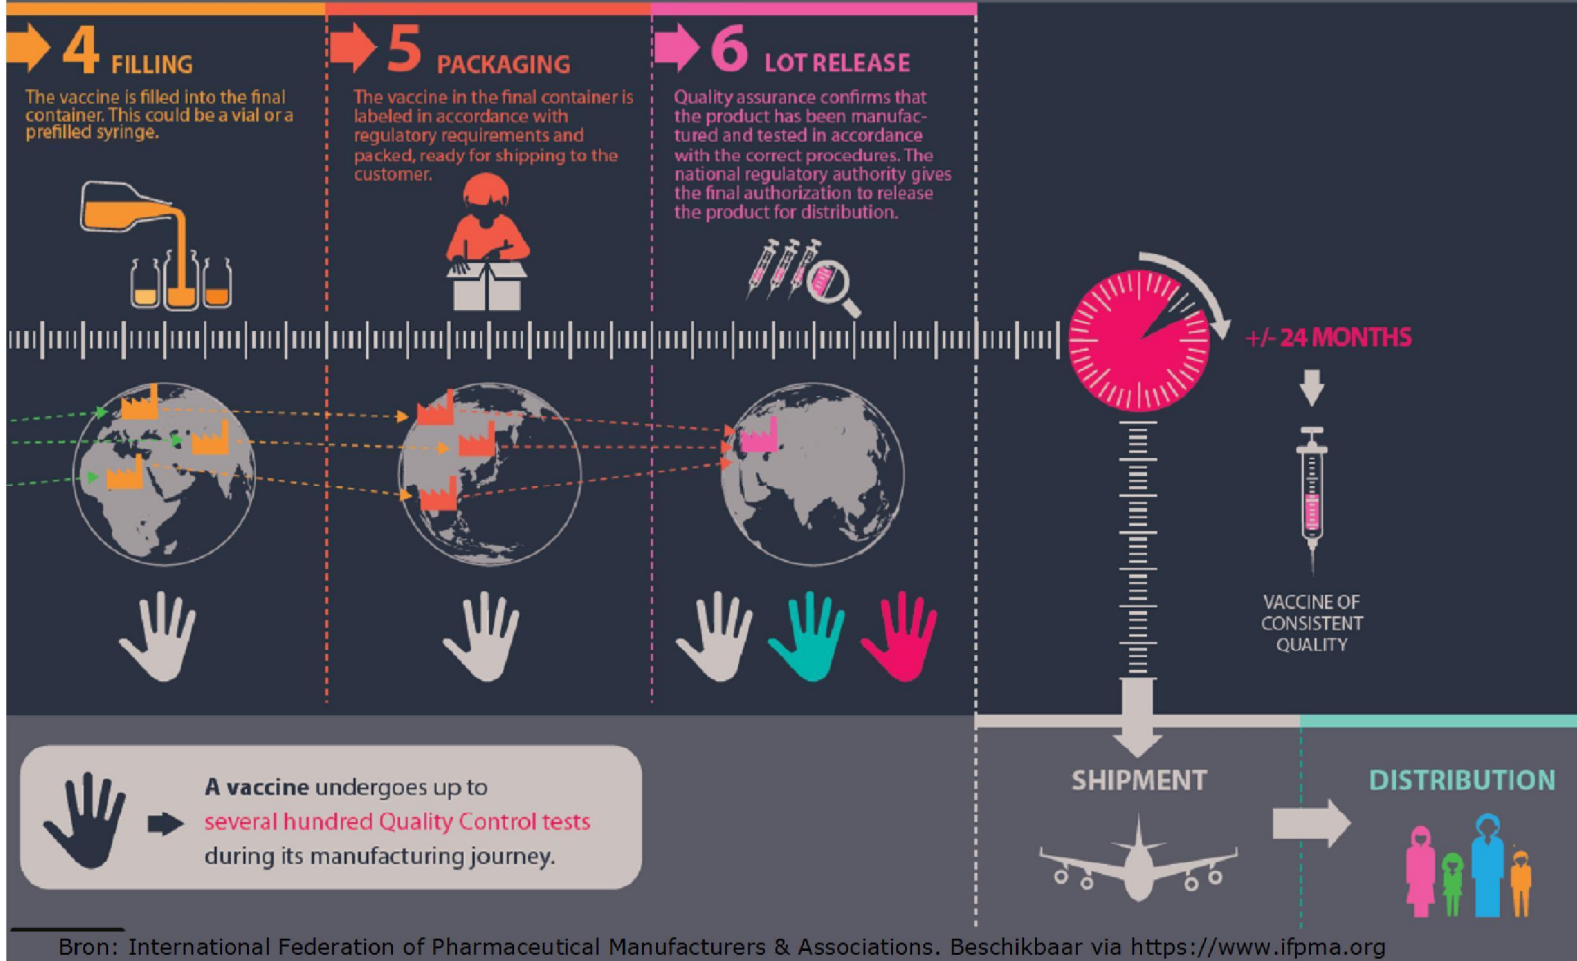 4 FILLING
The vaccine is filled into the final
container. This could be a vial or a
prefilled syringe.
5 PACKAGING
The vaccine in the final container is
labeled in accordance with
regulatory requirements and
packed, ready for shipping to the
customer.
6 LOT RELEASE
Quality assurance confirms that
the product has been manufac-
tured and tested in accordance
with the correct procedures. The
national regulatory authority gives
the final authorization to release
the product for distribution.
+/- 24 MONTHS
VACCINE OF
CONSISTENT
QUALITY
A vaccine undergoes up to
several hundred Quality Control tests
during its manufacturing journey.
SHIPMENT
DISTRIBUTION
Bron: International Federation of Pharmaceutical Manufacturers & Associations. Beschikbaar via https://www.ifpma.org